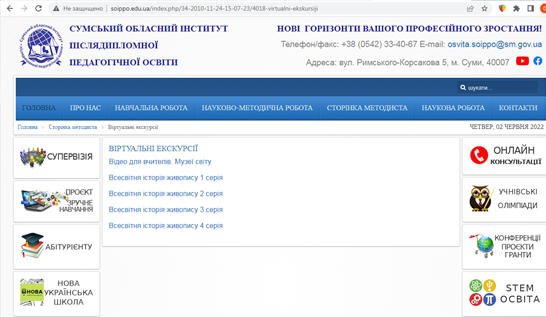 Не защищено | soippo.edu.ua/index.php/34-2010-11-24-15-07-23/4018-virtualni-ekskursiji
СУМСЬКИЙ ОБЛАСНИЙ ІНСТИТУТ
ПІСЛЯДИПЛОМНОЇ
ПЕДАГОГІЧНОЇ ОСВІТИ
НОВІ ГОРИЗОНТИ ВАШОГО ПРОФЕСІЙНОГО ЗРОСТАННЯ!
Телефон/факс: +38 (0542) 33-40-67 E-mail: osvita.soippo@sm.gov.ua
Адреса: вул. Римського-Корсакова 5, м. Суми, 40007
шукати...
ГОЛОВНА ПРО НАС НАВЧАЛЬНА РОБОТА НАУКОВО-МЕТОДИЧНА РОБОТА СТОРІНКА МЕТОДИСТА НАУКОВА РОБОТА КОНТАКТИ
Головна Сторінка методиста Віртуальні екскурсії
ЧЕТВЕР, 02 ЧЕРВНЯ 2022
СУПЕРВІЗІЯ
ПРОЄКТ
ЗРУЧНЕ
НАВЧАННЯ
АБІТУРІЄНТУ
НОВА
УКРАЇНСЬКА
ШКОЛА
ВІРТУАЛЬНІ ЕКСКУРСІЇ
Відео для вчителів. Музеї світу
Всесвітня історія живопису 1 серія
Всесвітня історія живопису 2 серія
Всесвітня історія живопису 3 серія
Всесвітня історія живопису 4 серія
ОНЛАЙН
КОНСУЛЬТАЦІЇ
УЧНІВСЬКІ
ОЛІМПІАДИ
КОНФЕРЕНЦІЇ
ПРОЄКТИ
ГРАНТИ
STEM
ОСВІТА